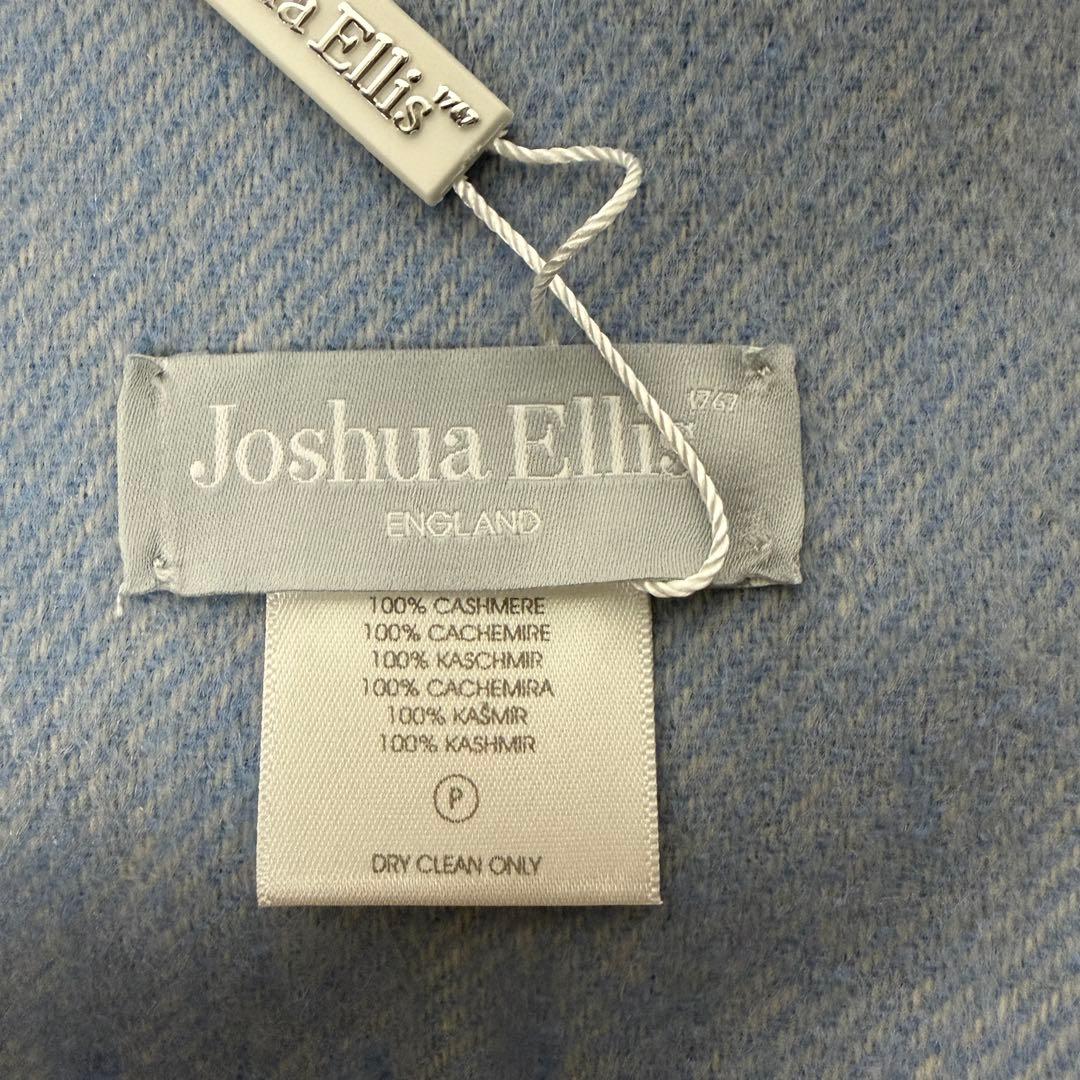 a Ellis 1767
Joshua Ellis 1767
ENGLAND
100% CASHMERE
100% CACHEMIRE
100% KASCHMIR
100% CACHEMIRA
100% KAŠMIR
100% KASHMIR
P
DRY CLEAN ONLY